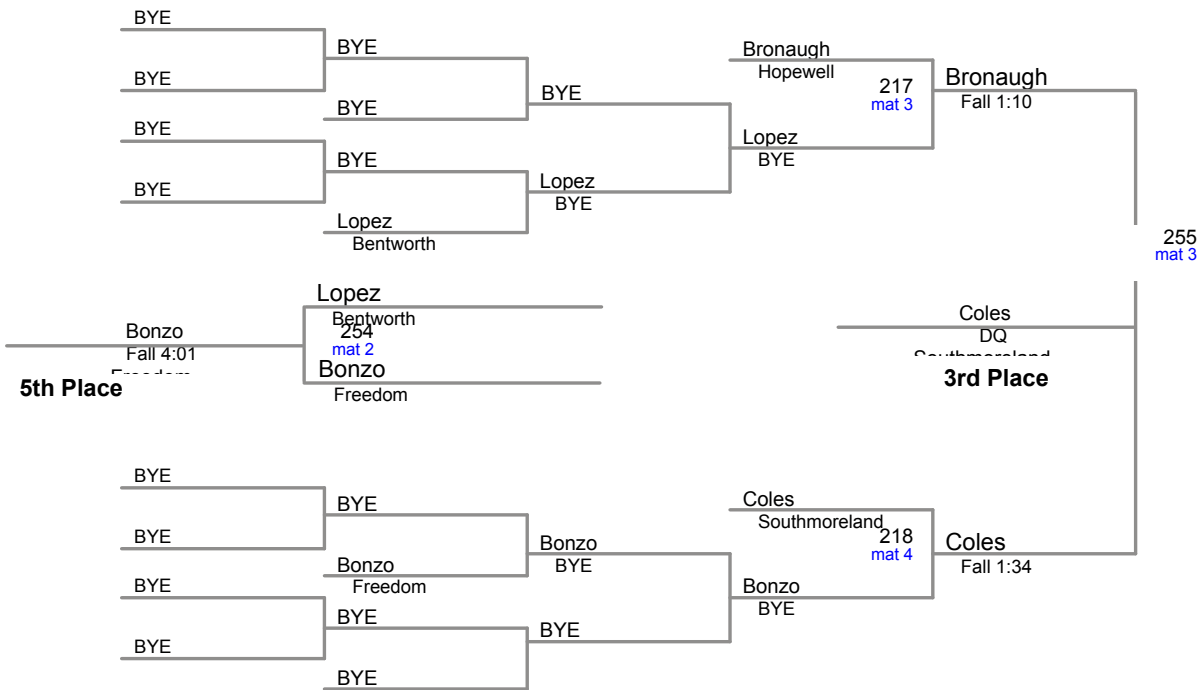 BYE
BYE
BYE
BYE
BYE
BYE
BYE
Lopez
Bentworth
BYE
Lopez
BYE
Bronaugh
Hopewell
217
mat 3
Lopez
BYE
Bronaugh
Fall 1:10
255
mat 3
Lopez
Bentworth
254
mat 2
Bonzo
Freedom
Bonzo
Fall 4:01
Freedom
5th Place
Coles
DQ
Southmoreland
3rd Place
BYE
BYE
BYE
BYE
BYE
Bonzo
Freedom
BYE
BYE
Bonzo
BYE
BYE
Coles
Southmoreland
218
mat 4
Bonzo
BYE
Coles
Fall 1:34